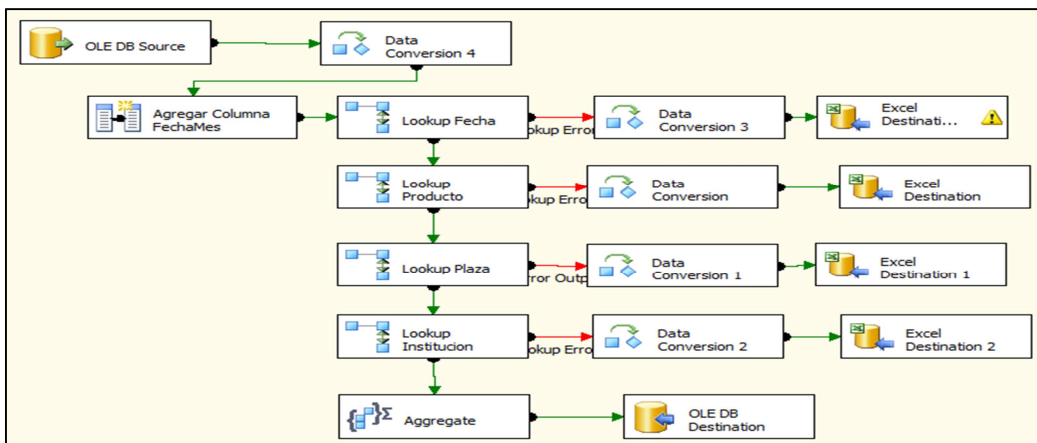 OLE DB Source
Data
Conversion 4
Agregar Columna
FechaMes
Lookup Fecha
okup Error
Data
Conversion 3
Excel
Destinati...
Lookup
Producto
okup Erro
Data
Conversion
Excel
Destination
Lookup Plaza
rror Outp
Data
Conversion 1
Excel
Destination 1
Lookup
Institucion
ookup Erro
Data
Conversion 2
Excel
Destination 2
Aggregate
OLE DB
Destination